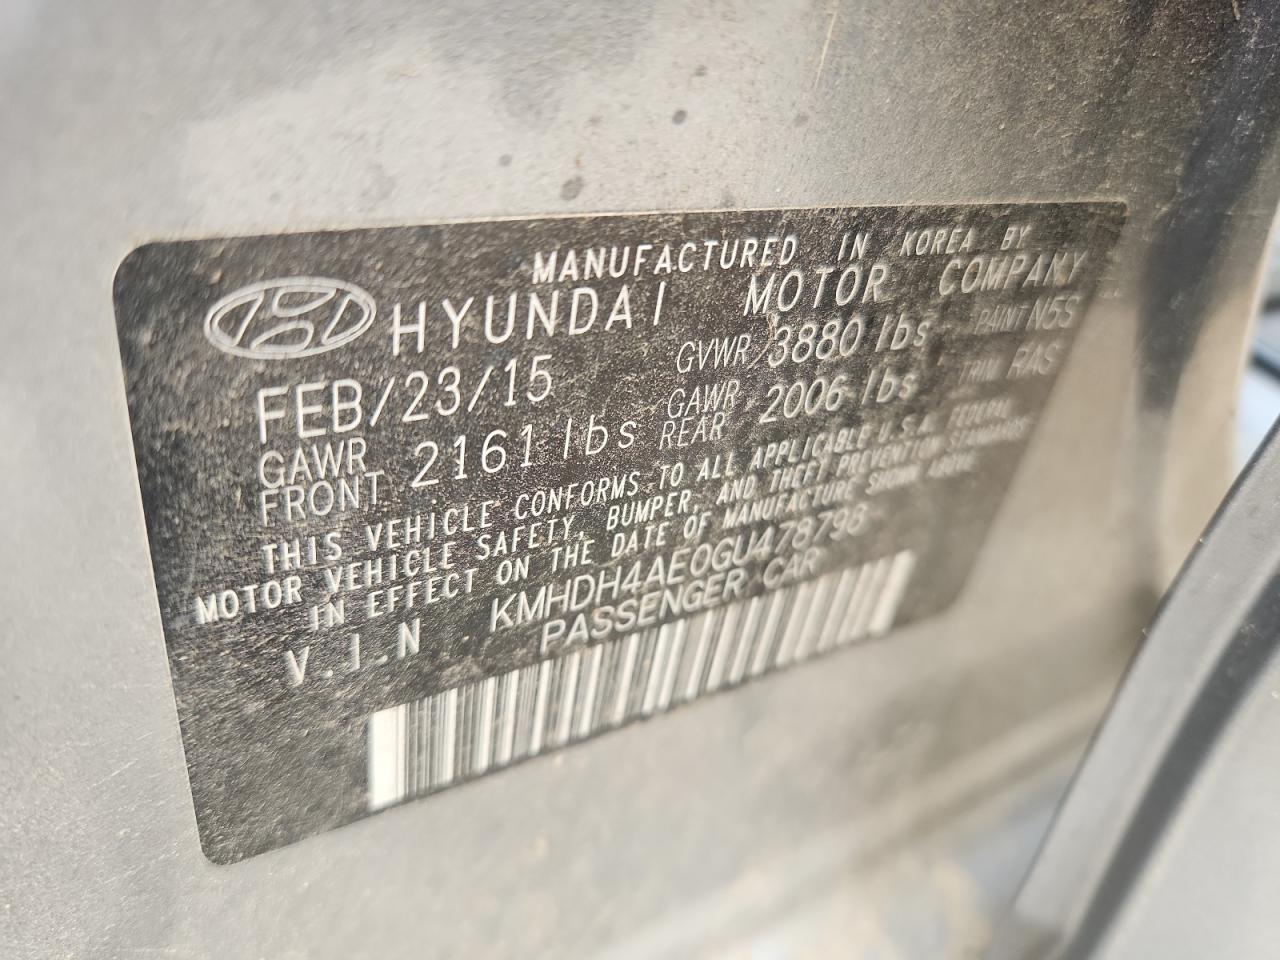 MANUFACTURED IN KOREA BY
HYUNDAI MOTOR COMPANY
FEB/23/15 GVWR 3880 lbs PAINT N5S
GAWR FRONT 2161 lbs GAWR REAR 2006 lbs TRIM RAS
THIS VEHICLE CONFORMS TO ALL APPLICABLE U.S.A. FEDERAL
MOTOR VEHICLE SAFETY, BUMPER, AND THEFT PREVENTION STANDARDS
IN EFFECT ON THE DATE OF MANUFACTURE SHOWN ABOVE
V.I.N KMHDH4AE0GU478798
PASSENGER CAR